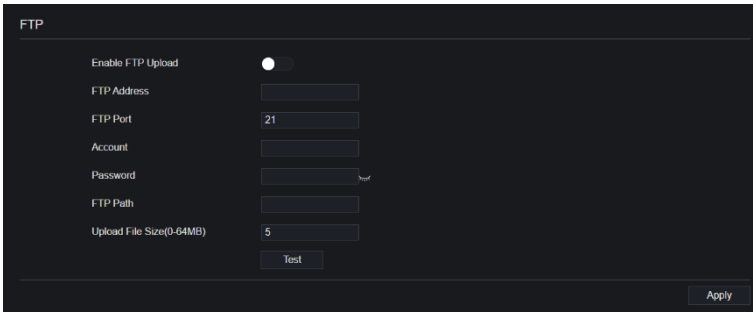 FTP
Enable FTP Upload
FTP Address
FTP Port 21
Account
Password
FTP Path
Upload File Size(0-64MB) 5
Test
Apply